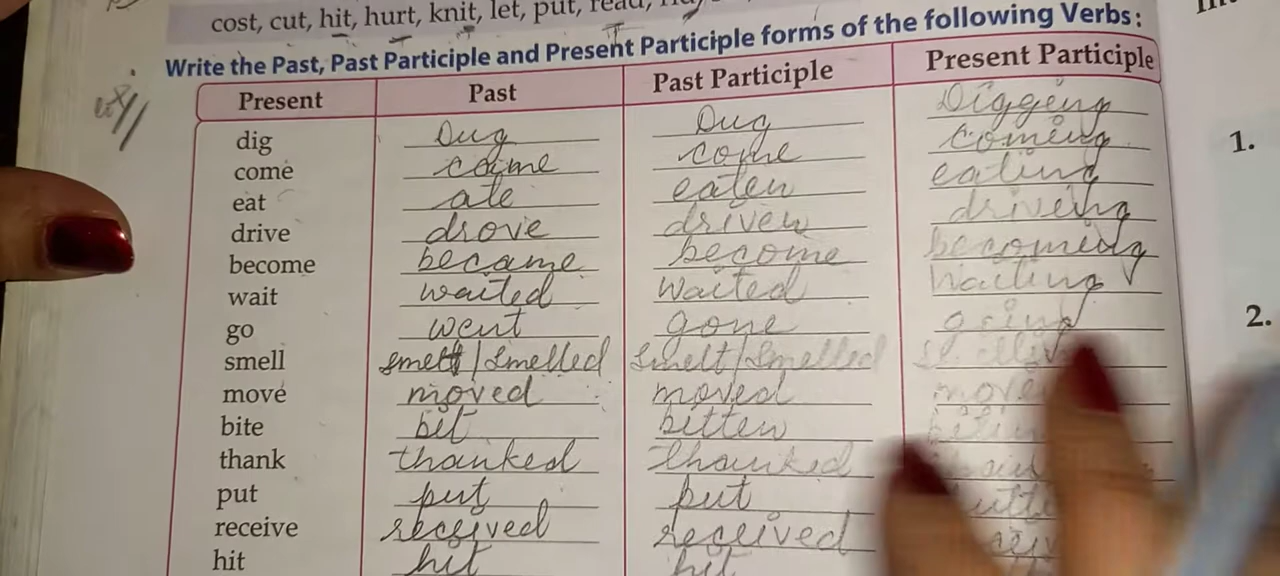 cost, cut, hit, hurt, knit, let, put, read,
Write the Past, Past Participle and Present Participle forms of the following Verbs:
Present Past Past Participle Present Participle
dig Dug Dug Digging
come came come coming
eat ate eaten eating
drive drove driven driving
become became become becoming
wait waited waited waiting
go went gone going
smell smelt/smelled smelt/smelled
move moved moved
bite bit bitten
thank thanked thanked
put put put
receive received received
hit hit hit
1.
2.